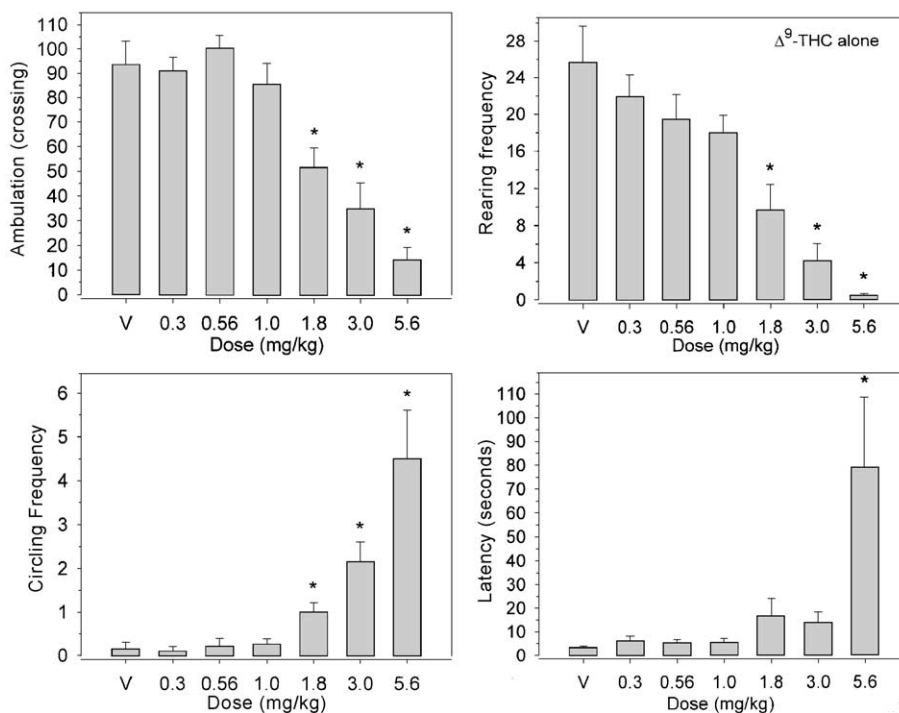 110
100
90
80
70
60
50
40
30
20
10
0
Ambulation (crossing)
* * *
V 0.3 0.56 1.0 1.8 3.0 5.6
Dose (mg/kg)
Δ9-THC alone
28
24
20
16
12
8
4
0
Rearing frequency
* * *
V 0.3 0.56 1.0 1.8 3.0 5.6
Dose (mg/kg)
6
5
4
3
2
1
0
Circling Frequency
* * *
V 0.3 0.56 1.0 1.8 3.0 5.6
Dose (mg/kg)
110
100
90
80
70
60
50
40
30
20
10
0
Latency (seconds)
*
V 0.3 0.56 1.0 1.8 3.0 5.6
Dose (mg/kg)